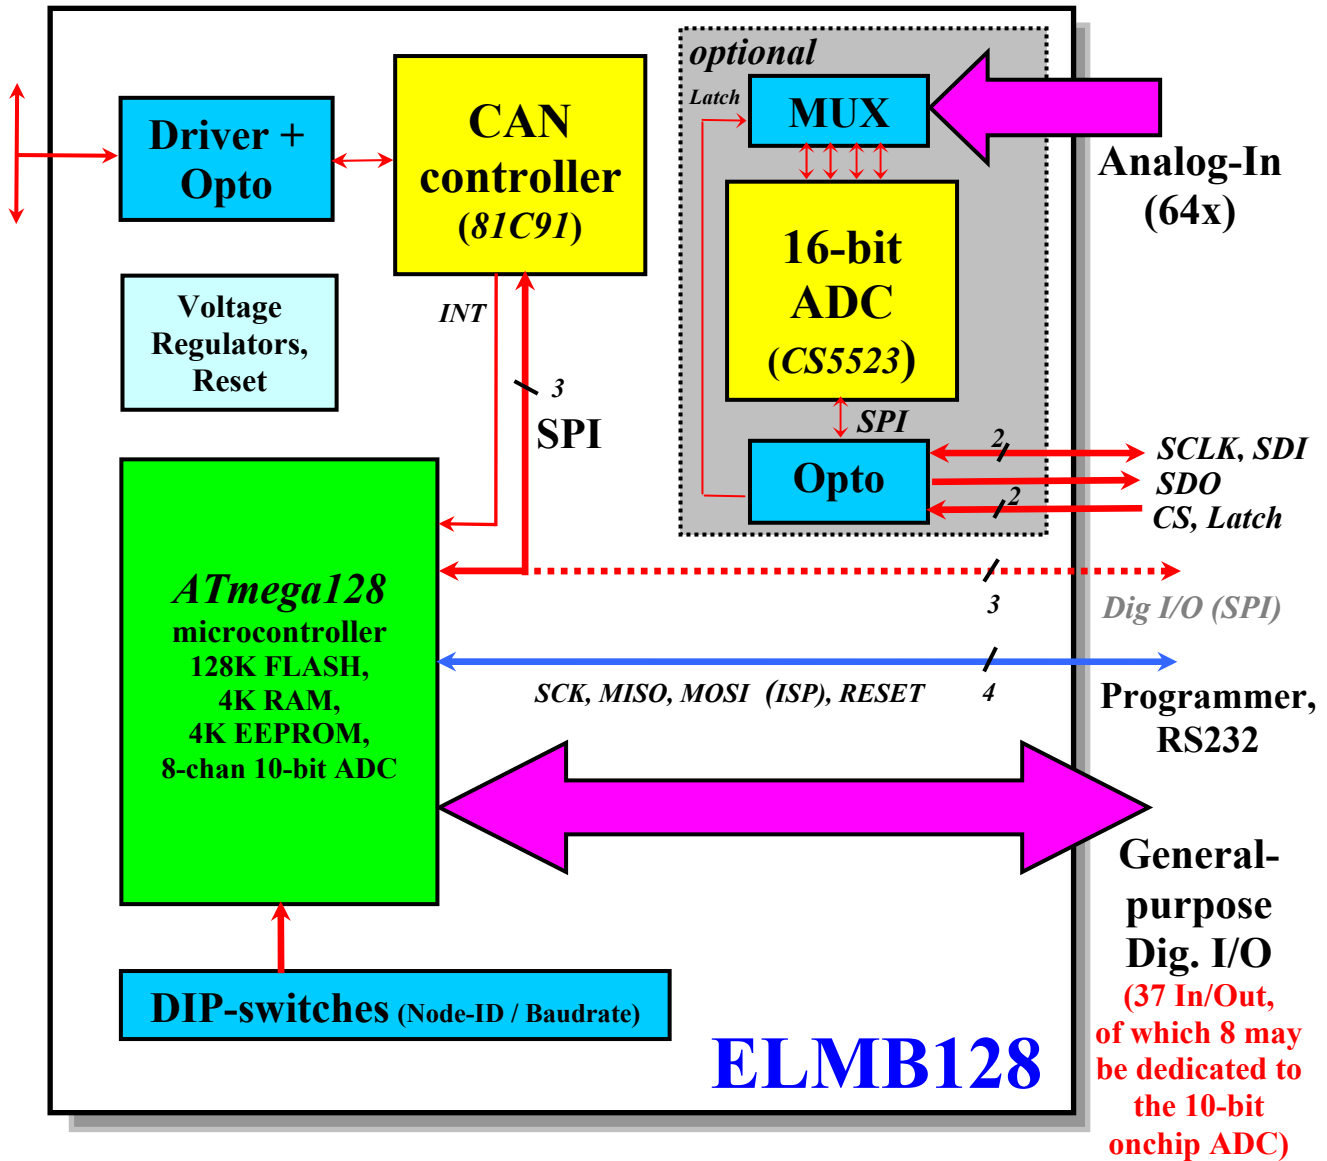 optional
Latch
MUX
Analog-In
(64x)
Driver +
Opto
CAN
controller
(81C91)
16-bit
ADC
(CS5523)
Voltage
Regulators,
Reset
INT
3
SPI
SPI
Opto
2
SCLK, SDI
SDO
2
CS, Latch
ATmega128
microcontroller
128K FLASH,
4K RAM,
4K EEPROM,
8-chan 10-bit ADC
3
Dig I/O (SPI)
SCK, MISO, MOSI (ISP), RESET
4
Programmer,
RS232
General-
purpose
Dig. I/O
(37 In/Out,
of which 8 may
be dedicated to
the 10-bit
onchip ADC)
DIP-switches (Node-ID / Baudrate)
ELMB128